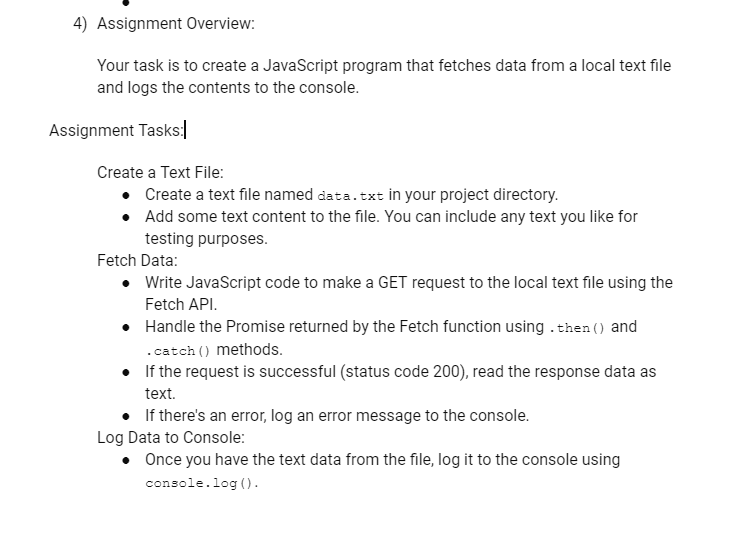 4) Assignment Overview:
Your task is to create a JavaScript program that fetches data from a local text file
and logs the contents to the console.
Assignment Tasks:
Create a Text File:
● Create a text file named data.txt in your project directory.
● Add some text content to the file. You can include any text you like for
testing purposes.
Fetch Data:
● Write JavaScript code to make a GET request to the local text file using the
Fetch API.
● Handle the Promise returned by the Fetch function using .then() and
.catch() methods.
● If the request is successful (status code 200), read the response data as
text.
● If there's an error, log an error message to the console.
Log Data to Console:
● Once you have the text data from the file, log it to the console using
console.log().